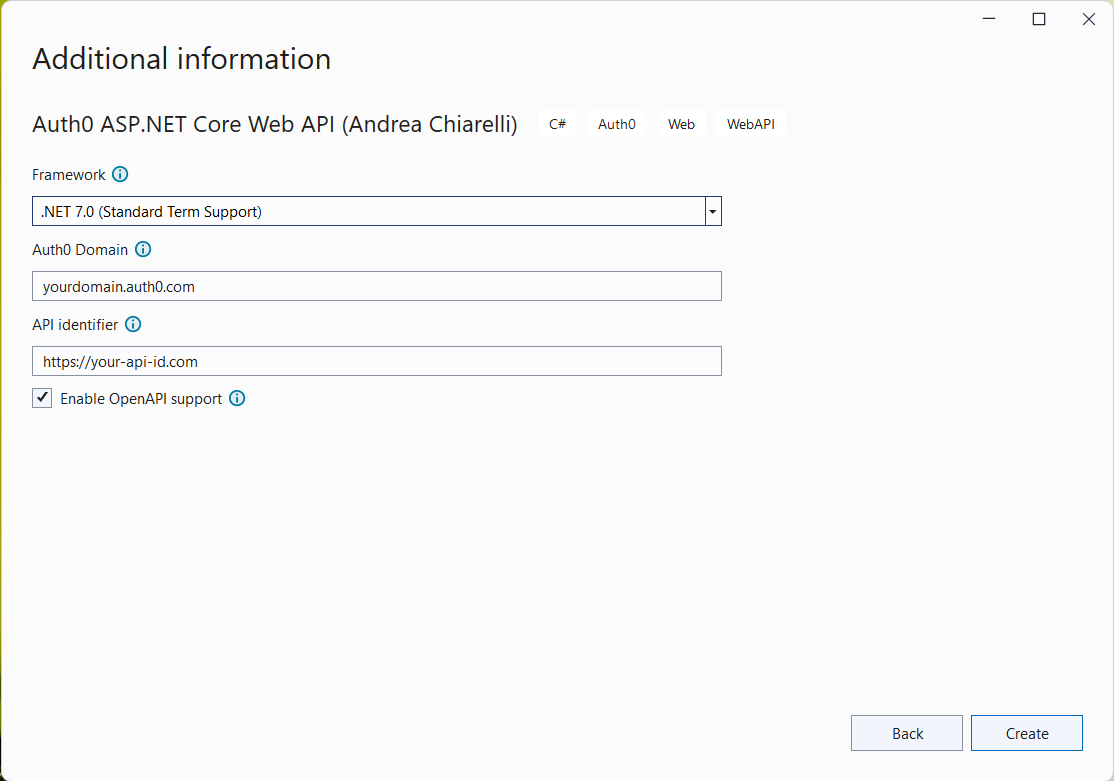 Additional information
Auth0 ASP.NET Core Web API (Andrea Chiarelli) C# Auth0 Web WebAPI
Framework
.NET 7.0 (Standard Term Support)
Auth0 Domain
yourdomain.auth0.com
API identifier
https://your-api-id.com
Enable OpenAPI support
Back Create